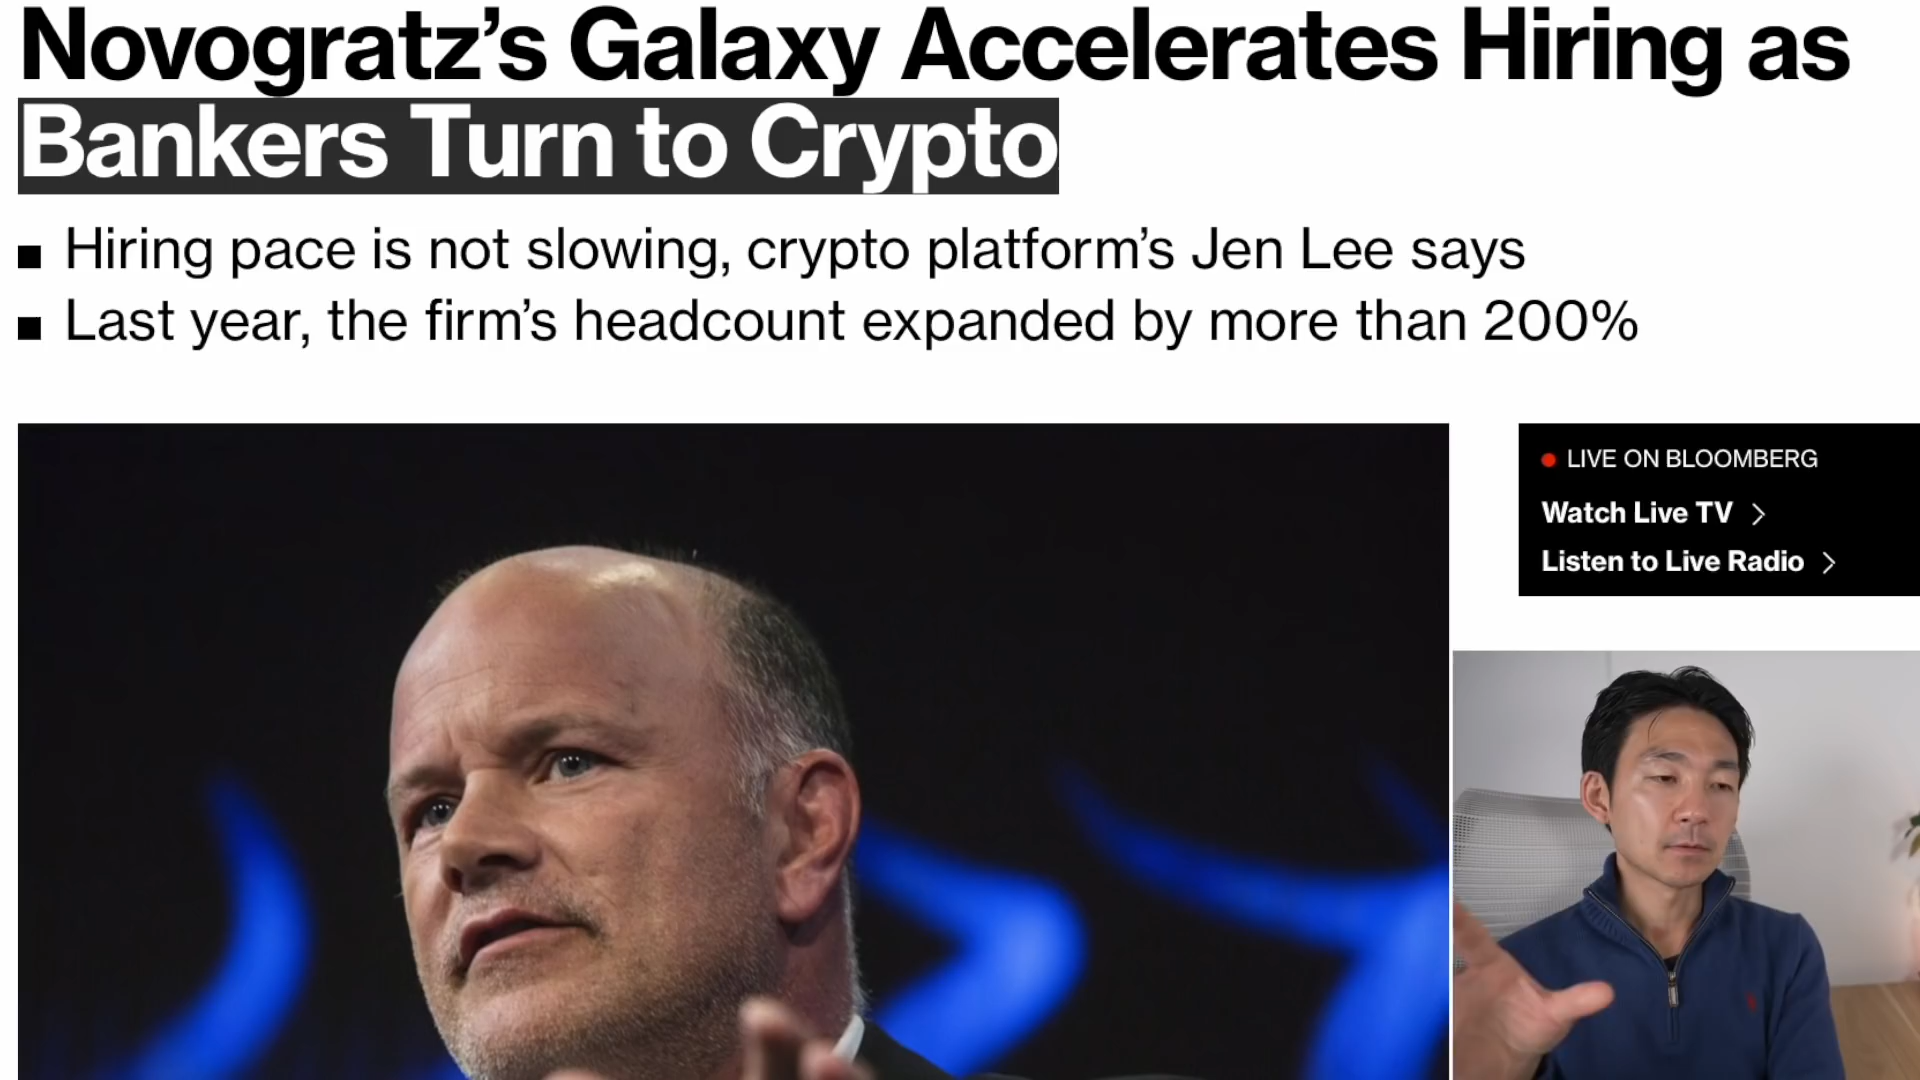 Novogratz’s Galaxy Accelerates Hiring as
Bankers Turn to Crypto
Hiring pace is not slowing, crypto platform’s Jen Lee says
Last year, the firm’s headcount expanded by more than 200%
LIVE ON BLOOMBERG
Watch Live TV
Listen to Live Radio